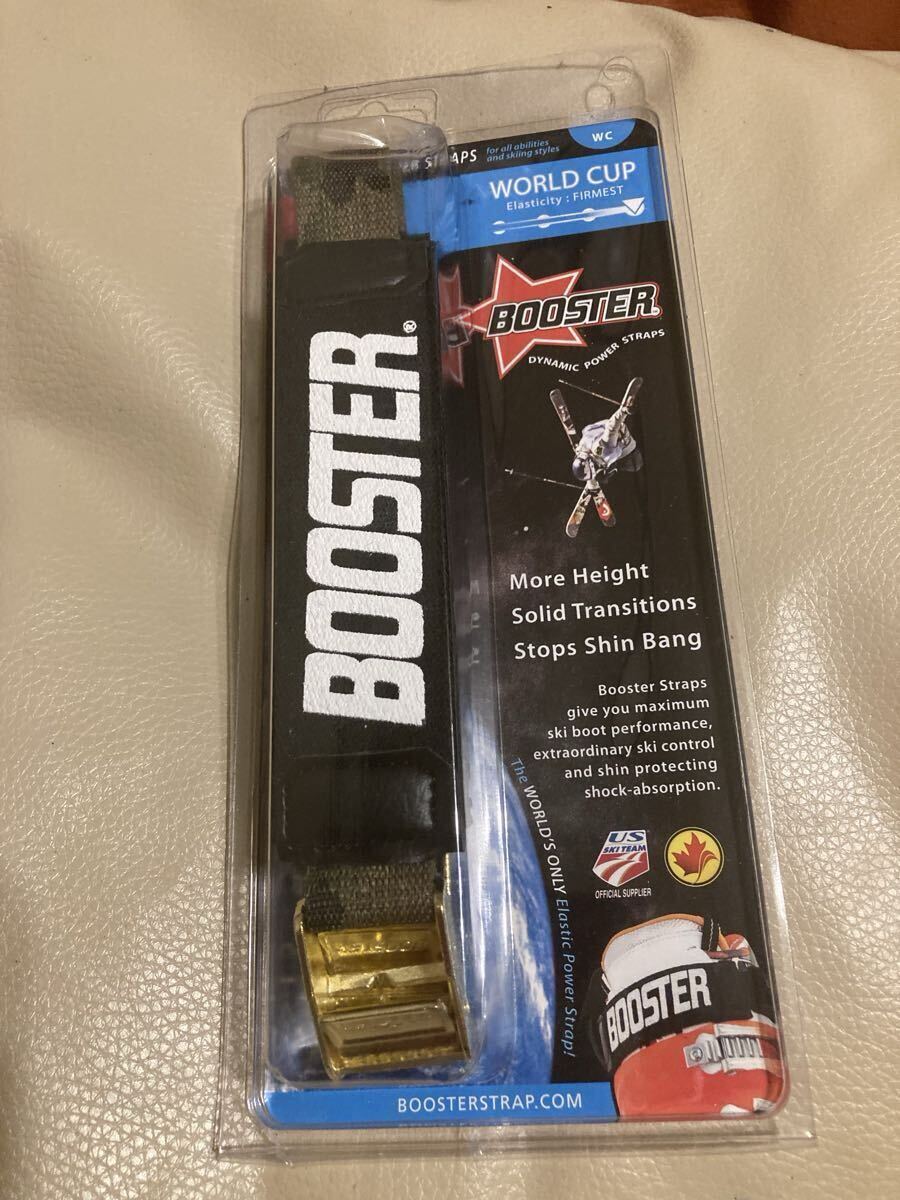 APS
for all abilities
and skiing styles
WC
WORLD CUP
Elasticity : FIRMEST
BOOSTER®
DYNAMIC POWER STRAPS
BOOSTER®
More Height
Solid Transitions
Stops Shin Bang
Booster Straps
give you maximum
ski boot performance,
extraordinary ski control
and shin protecting
shock-absorption.
The WORLD'S ONLY Elastic Power Strap!
US
SKI TEAM
OFFICIAL SUPPLIER
BOOSTER
BOOSTERSTRAP.COM